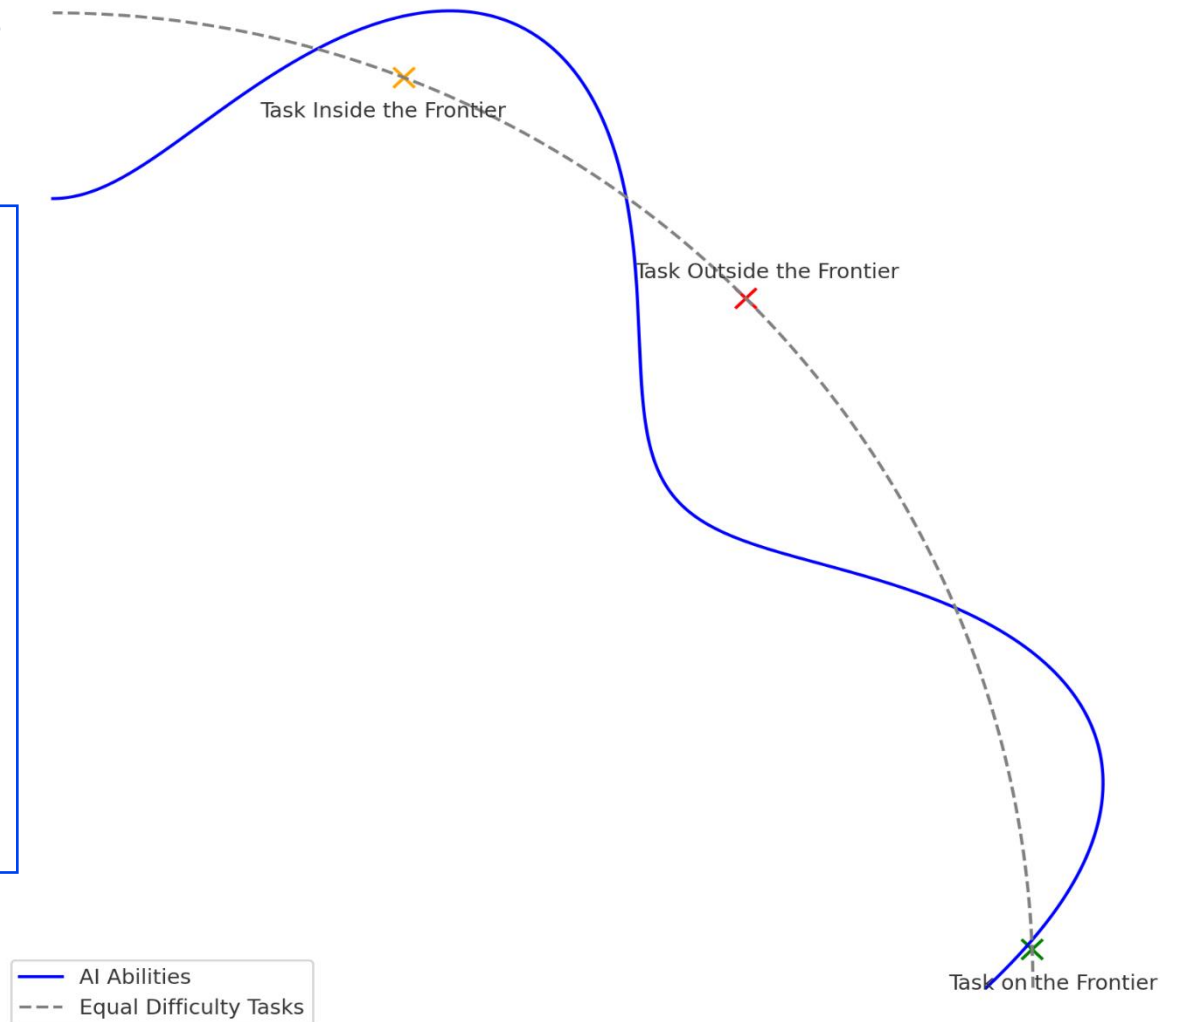 Task Inside the Frontier
Task Outside the Frontier
Task on the Frontier
AI Abilities
Equal Difficulty Tasks